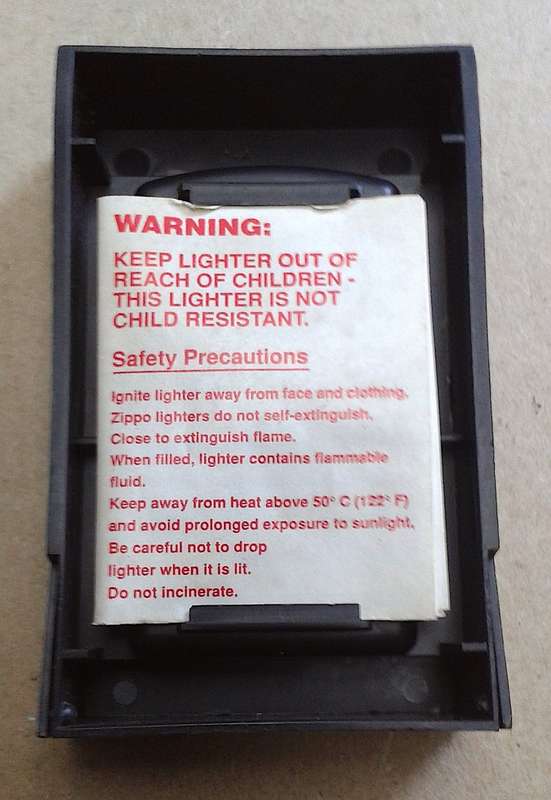 WARNING:
KEEP LIGHTER OUT OF
REACH OF CHILDREN -
THIS LIGHTER IS NOT
CHILD RESISTANT.
Safety Precautions
Ignite lighter away from face and clothing.
Zippo lighters do not self-extinguish.
Close to extinguish flame.
When filled, lighter contains flammable
fluid.
Keep away from heat above 50° C (122° F)
and avoid prolonged exposure to sunlight.
Be careful not to drop
lighter when it is lit.
Do not incinerate.